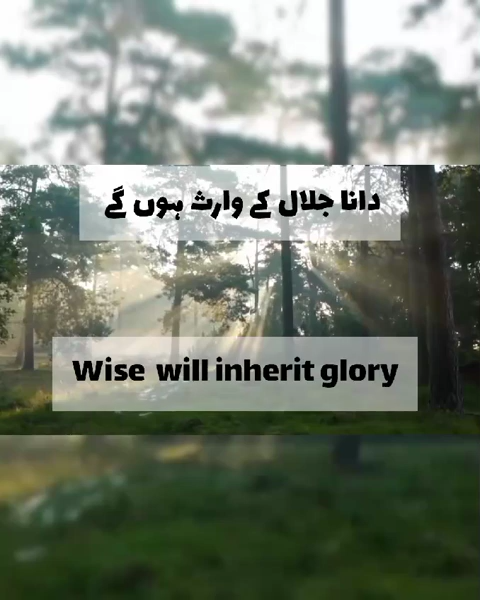 دانا جلال کے وارث ہوں گے
Wise will inherit glory